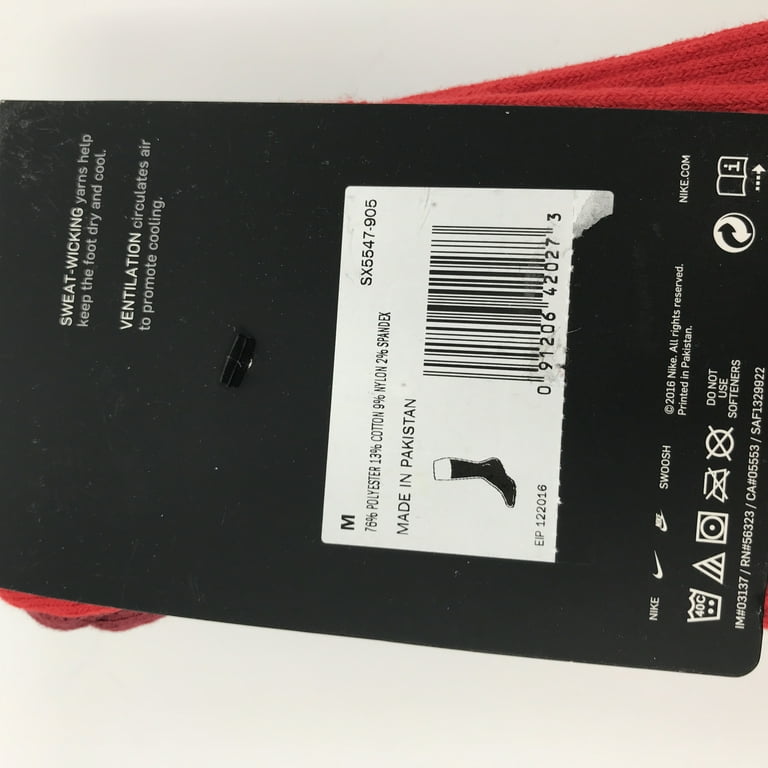 SWEAT-WICKING yarns help
keep the foot dry and cool.
VENTILATION circulates air
to promote cooling.
M
SX5547-905
76% POLYESTER 13% COTTON 9% NYLON 2% SPANDEX
MADE IN PAKISTAN
0 91206 42027 3
EIP 122016
NIKE
SWOOSH
©2016 Nike. All rights reserved.
Printed in Pakistan.
NIKE.COM
40C
DO NOT
USE
SOFTENERS
IM#03137 / RN#56323 / CA#05553 / SAF1329922